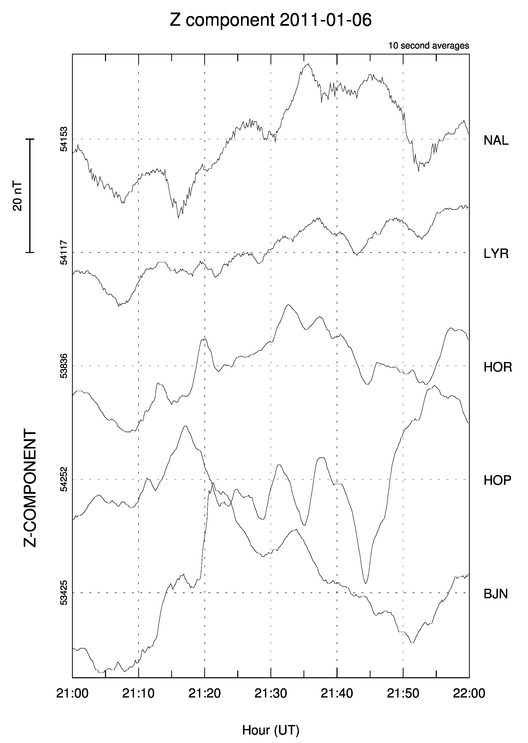 Z component 2011-01-06
10 second averages
54153
NAL
20 nT
54117
LYR
53836
HOR
Z-COMPONENT
54252
HOP
53425
BJN
21:00 21:10 21:20 21:30 21:40 21:50 22:00
Hour (UT)